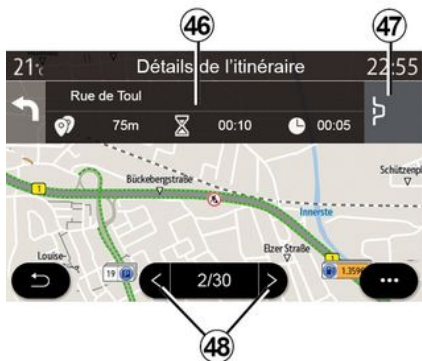 46
47
21°c Détails de l'itinéraire 22:55
Rue de Toul
75m 00:10 00:05
Schützenpl
1
Bückebergstraße
Innerste
Elzer Straße
1
Louise-
19
1.359
2/30
48